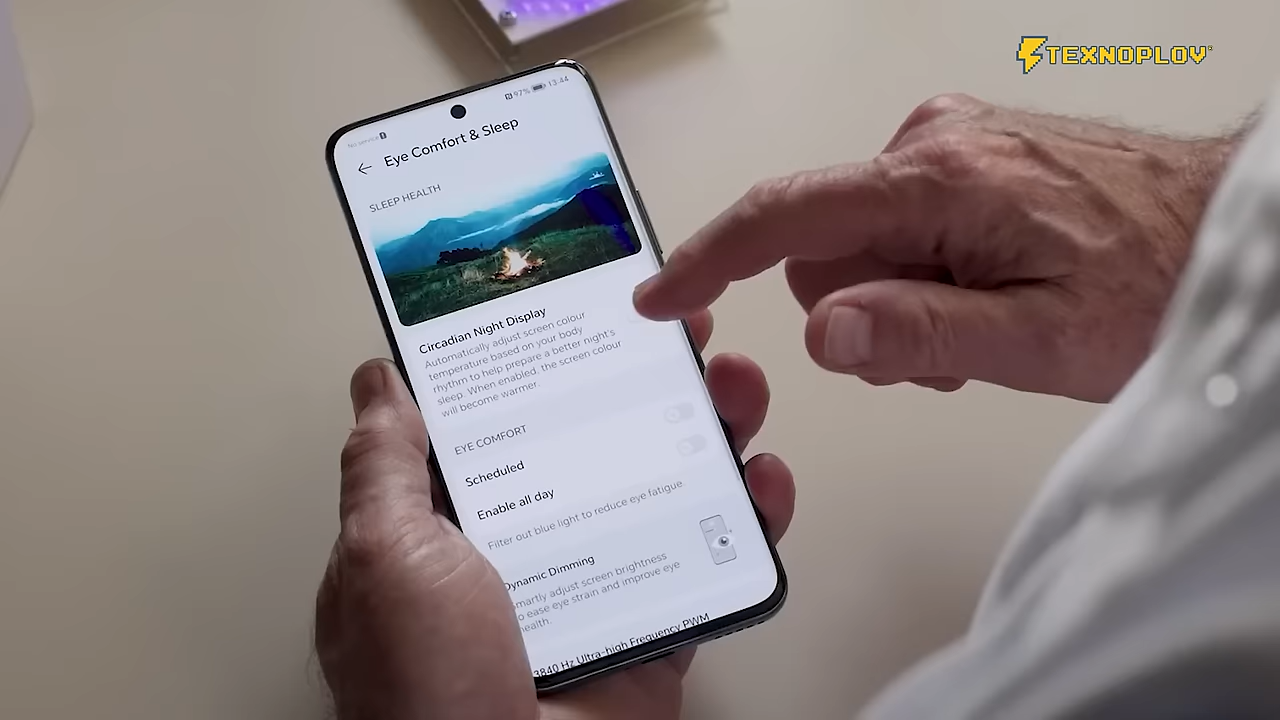 TEXNOPLOV
No service
97% 13:44
Eye Comfort & Sleep
SLEEP HEALTH
Circadian Night Display
Automatically adjust screen colour
temperature based on your body
rhythm to help prepare a better night's
sleep. When enabled, the screen colour
will become warmer.
EYE COMFORT
Scheduled
Enable all day
Filter out blue light to reduce eye fatigue.
Dynamic Dimming
martly adjust screen brightness
o ease eye strain and improve eye
health.
3840 Hz Ultra-high Frequency PWM